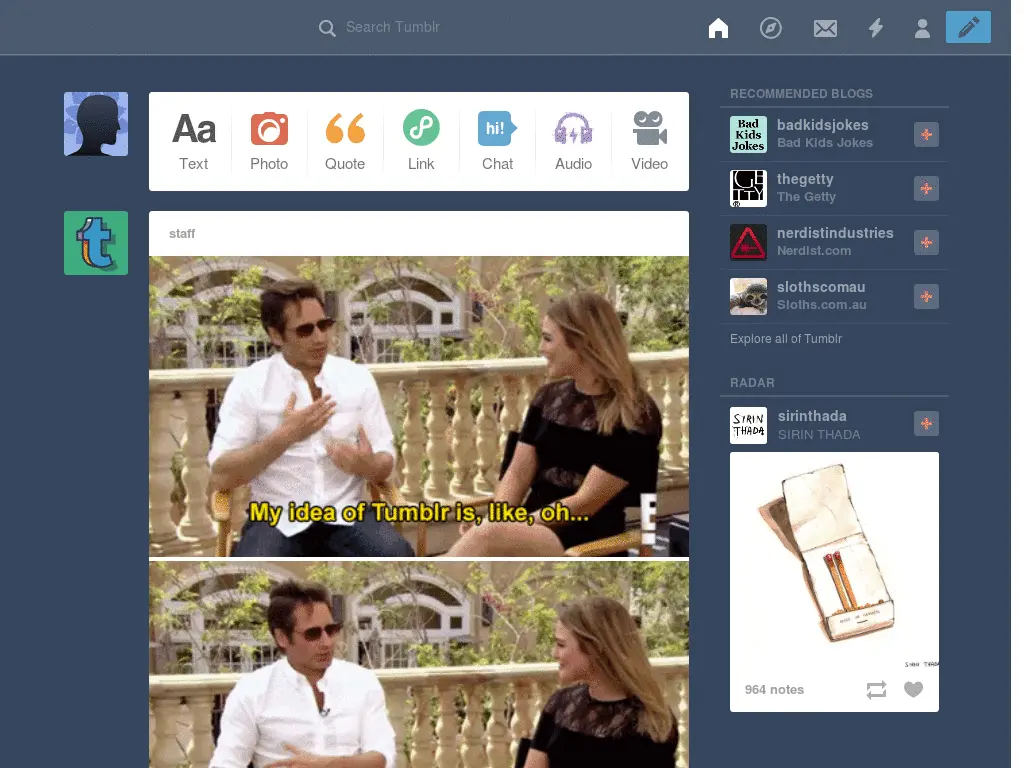 Search Tumblr
Aa
Text
Photo
Quote
Link
hi!
Chat
Audio
Video
staff
My idea of Tumblr is, like, oh...
RECOMMENDED BLOGS
Bad
Kids
Jokes
badkidsjokes
Bad Kids Jokes
GETTY
thegetty
The Getty
nerdistindustries
Nerdist.com
slothscomau
Sloths.com.au
Explore all of Tumblr
RADAR
SIRIN
THADA
sirinthada
SIRIN THADA
SIRIN THADA
964 notes